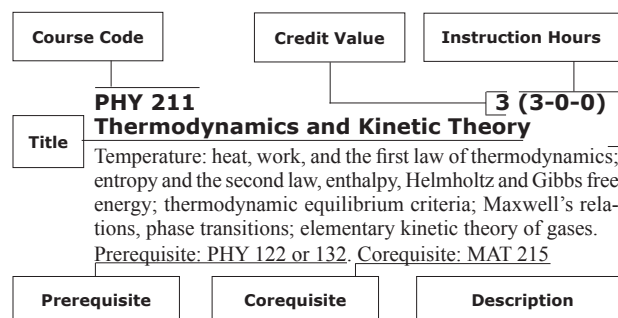 Course Code
Credit Value
Instruction Hours
PHY 211
3 (3-0-0)
Title
Thermodynamics and Kinetic Theory
Temperature: heat, work, and the first law of thermodynamics;
entropy and the second law, enthalpy, Helmholtz and Gibbs free
energy; thermodynamic equilibrium criteria; Maxwell's rela-
tions, phase transitions; elementary kinetic theory of gases.
Prerequisite: PHY 122 or 132. Corequisite: MAT 215
Prerequisite
Corequisite
Description